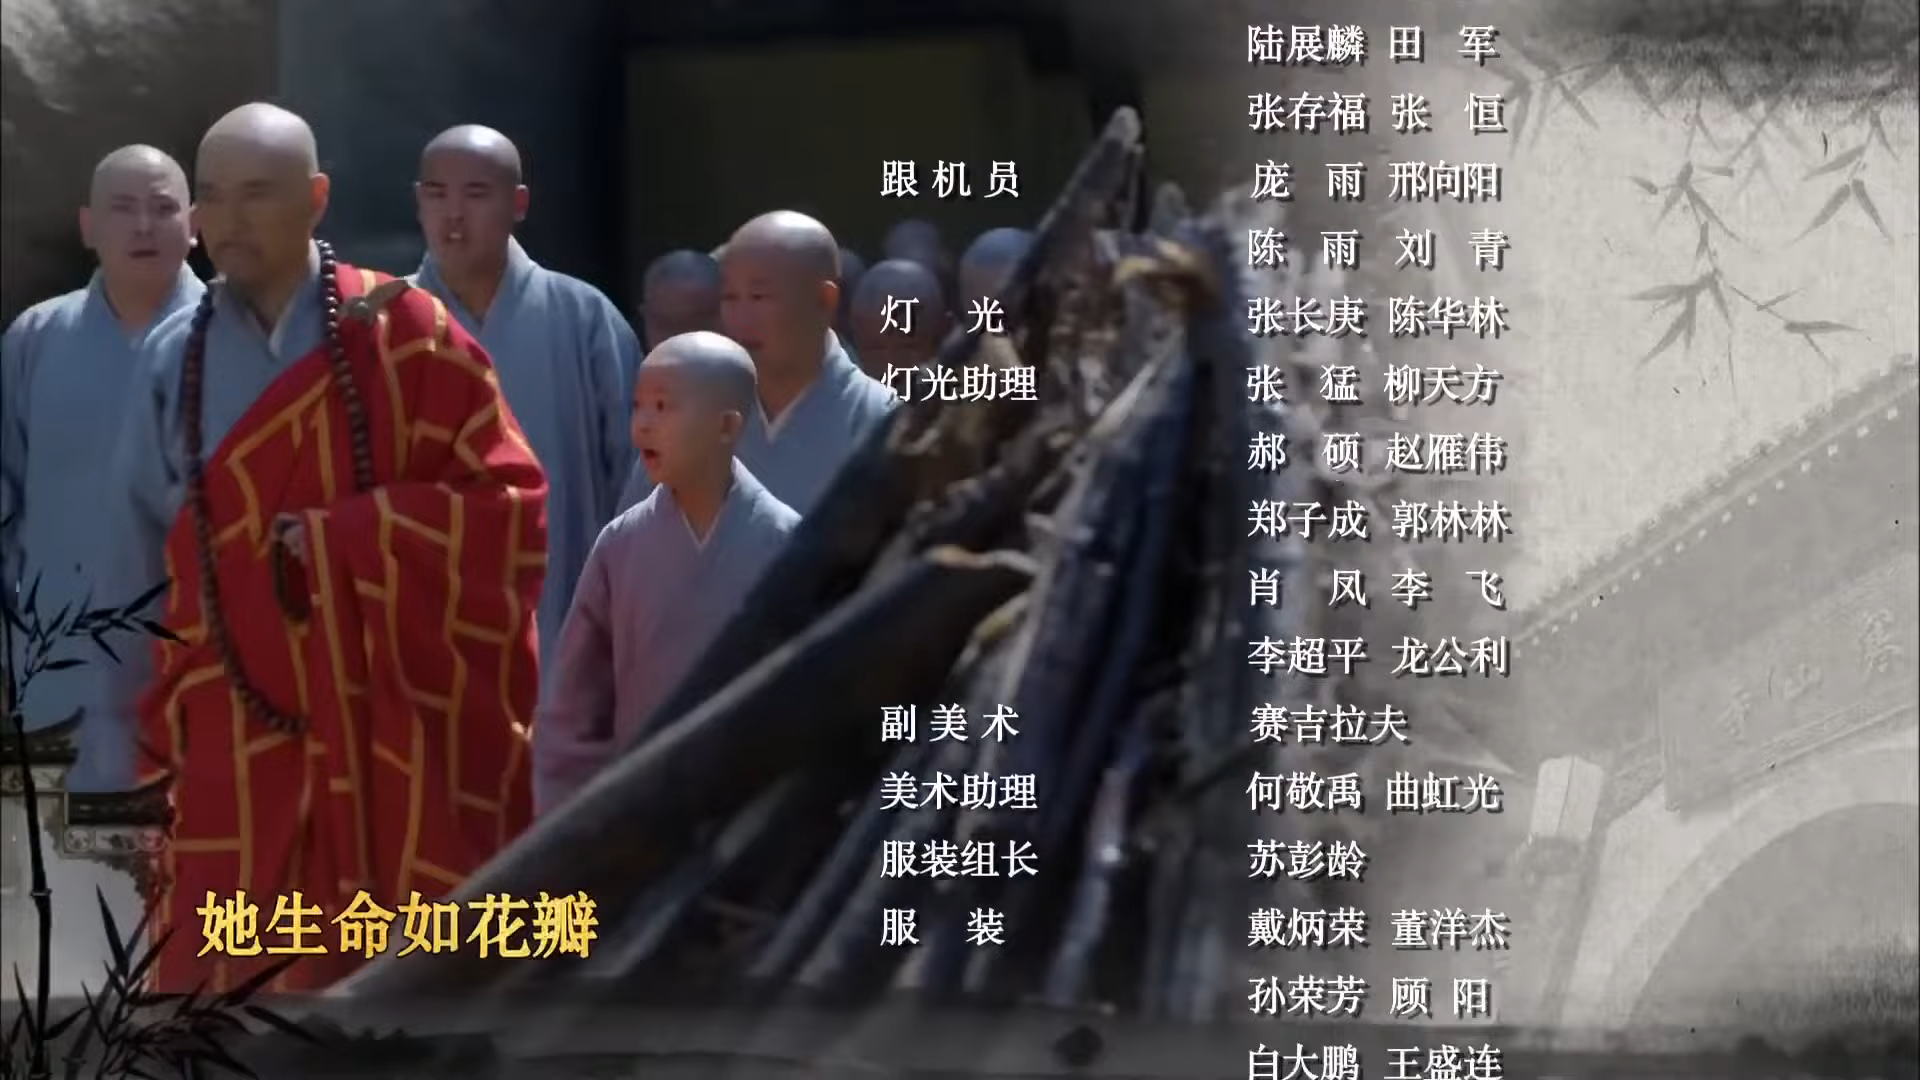 陆展麟 田 军
张存福 张 恒
跟机员 庞 雨 邢向阳
陈 雨 刘 青
灯 光 张长庚 陈华林
灯光助理 张 猛 柳天方
郝 硕 赵雁伟
郑子成 郭林林
肖 凤 李 飞
李超平 龙公利
副美术 赛吉拉夫
美术助理 何敬禹 曲虹光
服装组长 苏彭龄
服 装 戴炳荣 董洋杰
孙荣芳 顾 阳
白大鹏 王盛连
她生命如花瓣